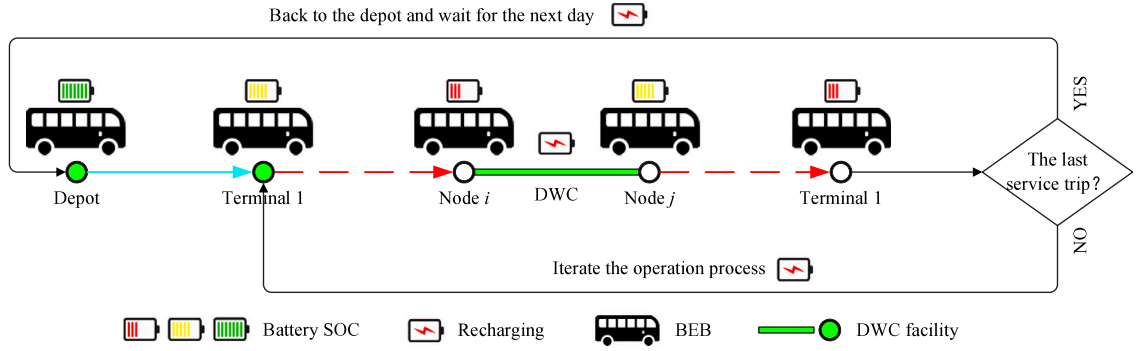 Back to the depot and wait for the next day
YES
The last
service trip?
Depot
Terminal 1
Node i
DWC
Node j
Terminal 1
NO
Iterate the operation process
Battery SOC
Recharging
BEB
DWC facility